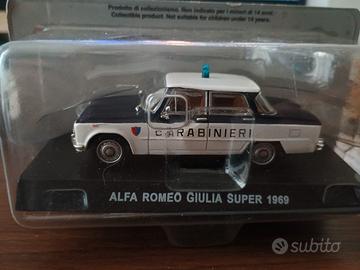 Prodotto di collezionismo. Non indicato per i minori di 14 anni.
Collectible product. Not suitable for children under 14 years.
CARABINIERI
ALFA ROMEO GIULIA SUPER 1969
subito